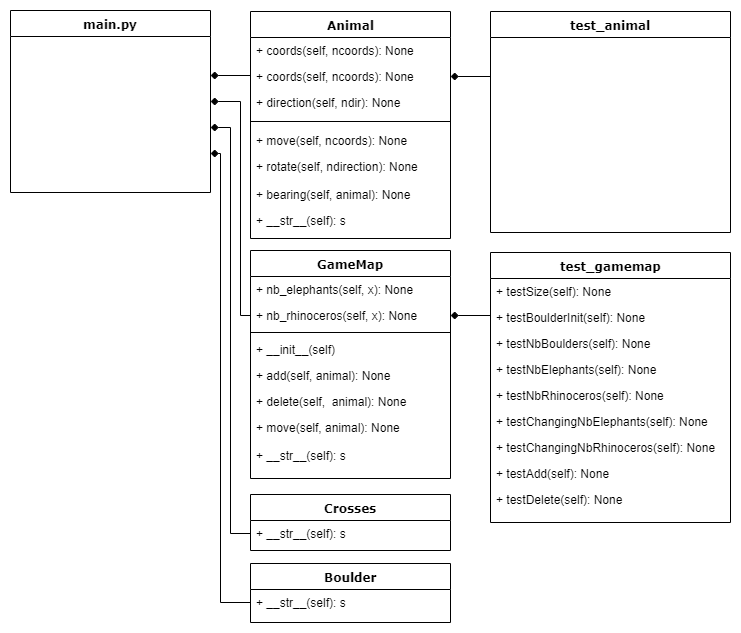 main.py
Animal
+ coords(self, ncoords): None
+ coords(self, ncoords): None
+ direction(self, ndir): None
+ move(self, ncoords): None
+ rotate(self, ndirection): None
+ bearing(self, animal): None
+ __str__(self): s
test_animal
GameMap
+ nb_elephants(self, x): None
+ nb_rhinoceros(self, x): None
+ __init__(self)
+ add(self, animal): None
+ delete(self,  animal): None
+ move(self, animal): None
+ __str__(self): s
test_gamemap
+ testSize(self): None
+ testBoulderInit(self): None
+ testNbBoulders(self): None
+ testNbElephants(self): None
+ testNbRhinoceros(self): None
+ testChangingNbElephants(self): None
+ testChangingNbRhinoceros(self): None
+ testAdd(self): None
+ testDelete(self): None
Crosses
+ __str__(self): s
Boulder
+ __str__(self): s